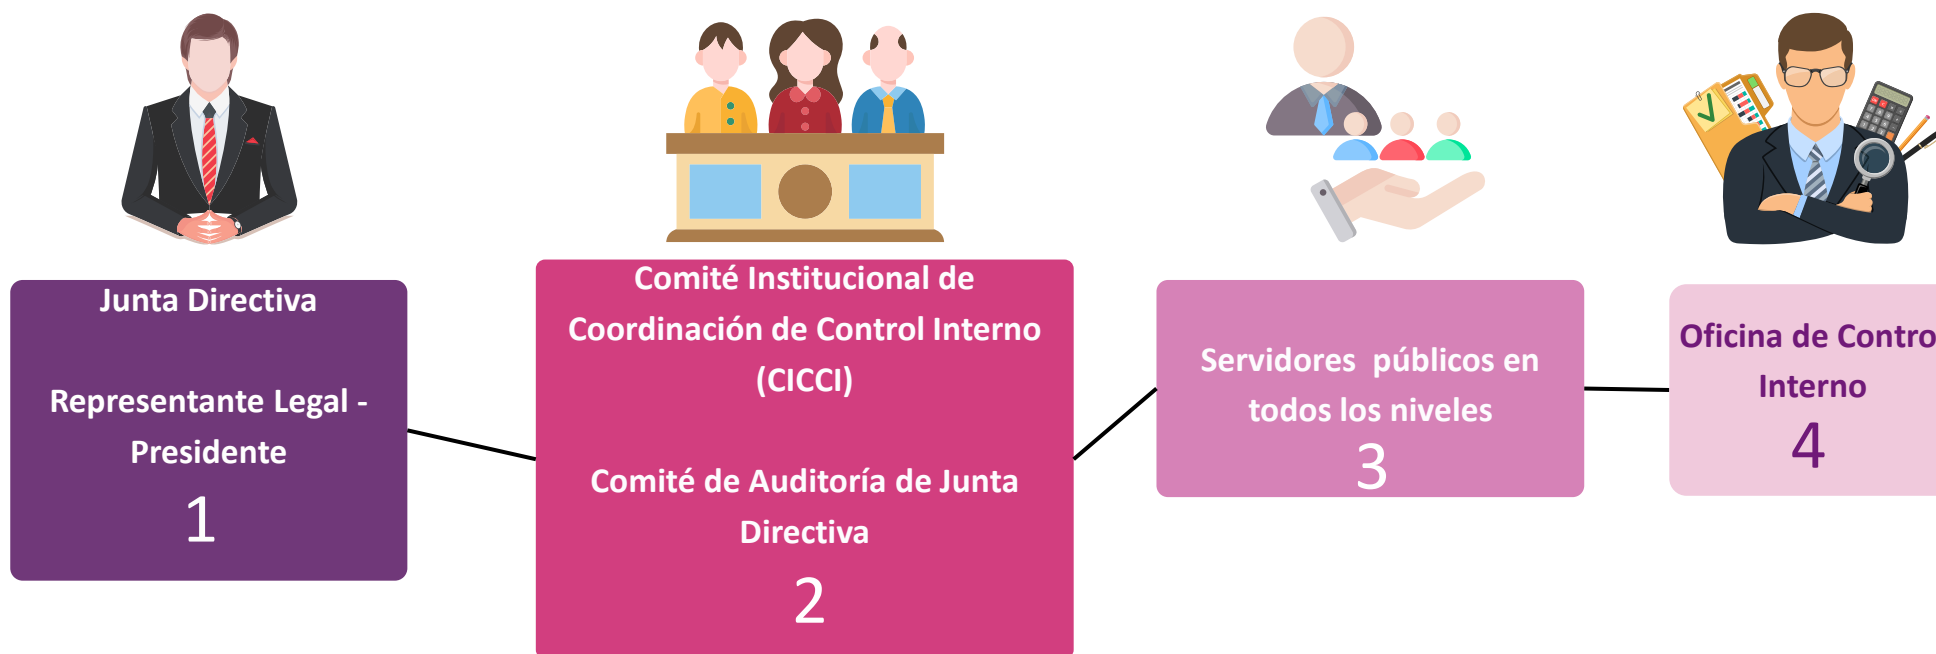 Junta Directiva
Representante Legal -
Presidente
1
Comité Institucional de
Coordinación de Control Interno
(CICCI)
Comité de Auditoría de Junta
Directiva
2
Servidores públicos en
todos los niveles
3
Oficina de Contro
Interno
4